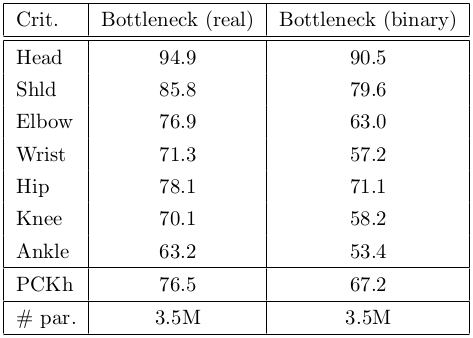 Crit. Bottleneck (real) Bottleneck (binary)
Head 94.9 90.5
Shld 85.8 79.6
Elbow 76.9 63.0
Wrist 71.3 57.2
Hip 78.1 71.1
Knee 70.1 58.2
Ankle 63.2 53.4
PCKh 76.5 67.2
# par. 3.5M 3.5M